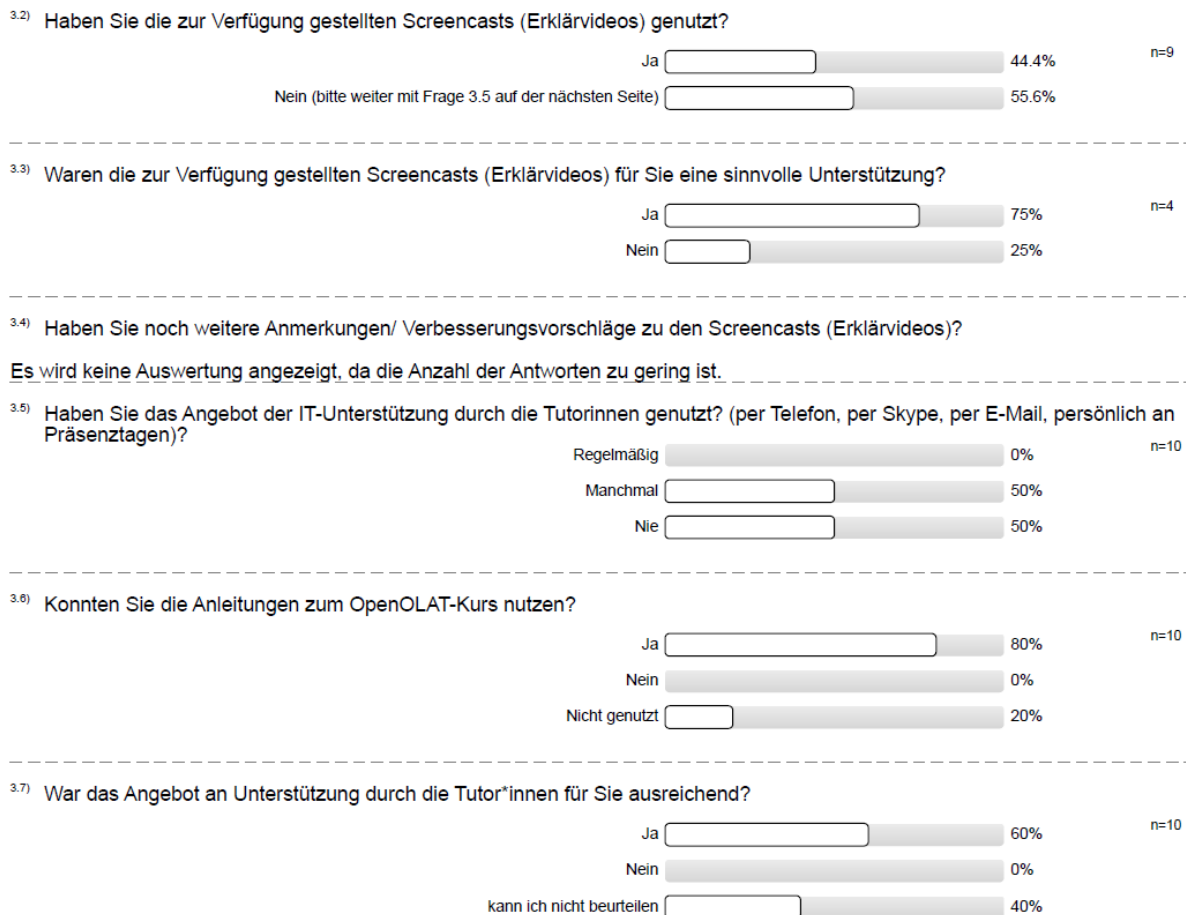 3.2) Haben Sie die zur Verfügung gestellten Screencasts (Erklärvideos) genutzt?
Ja 44.4% n=9
Nein (bitte weiter mit Frage 3.5 auf der nächsten Seite) 55.6%
3.3) Waren die zur Verfügung gestellten Screencasts (Erklärvideos) für Sie eine sinnvolle Unterstützung?
Ja 75% n=4
Nein 25%
3.4) Haben Sie noch weitere Anmerkungen/ Verbesserungsvorschläge zu den Screencasts (Erklärvideos)?
Es wird keine Auswertung angezeigt, da die Anzahl der Antworten zu gering ist.
3.5) Haben Sie das Angebot der IT-Unterstützung durch die Tutorinnen genutzt? (per Telefon, per Skype, per E-Mail, persönlich an
Präsenztagen)?
Regelmäßig 0% n=10
Manchmal 50%
Nie 50%
3.6) Konnten Sie die Anleitungen zum OpenOLAT-Kurs nutzen?
Ja 80% n=10
Nein 0%
Nicht genutzt 20%
3.7) War das Angebot an Unterstützung durch die Tutor*innen für Sie ausreichend?
Ja 60% n=10
Nein 0%
kann ich nicht beurteilen 40%